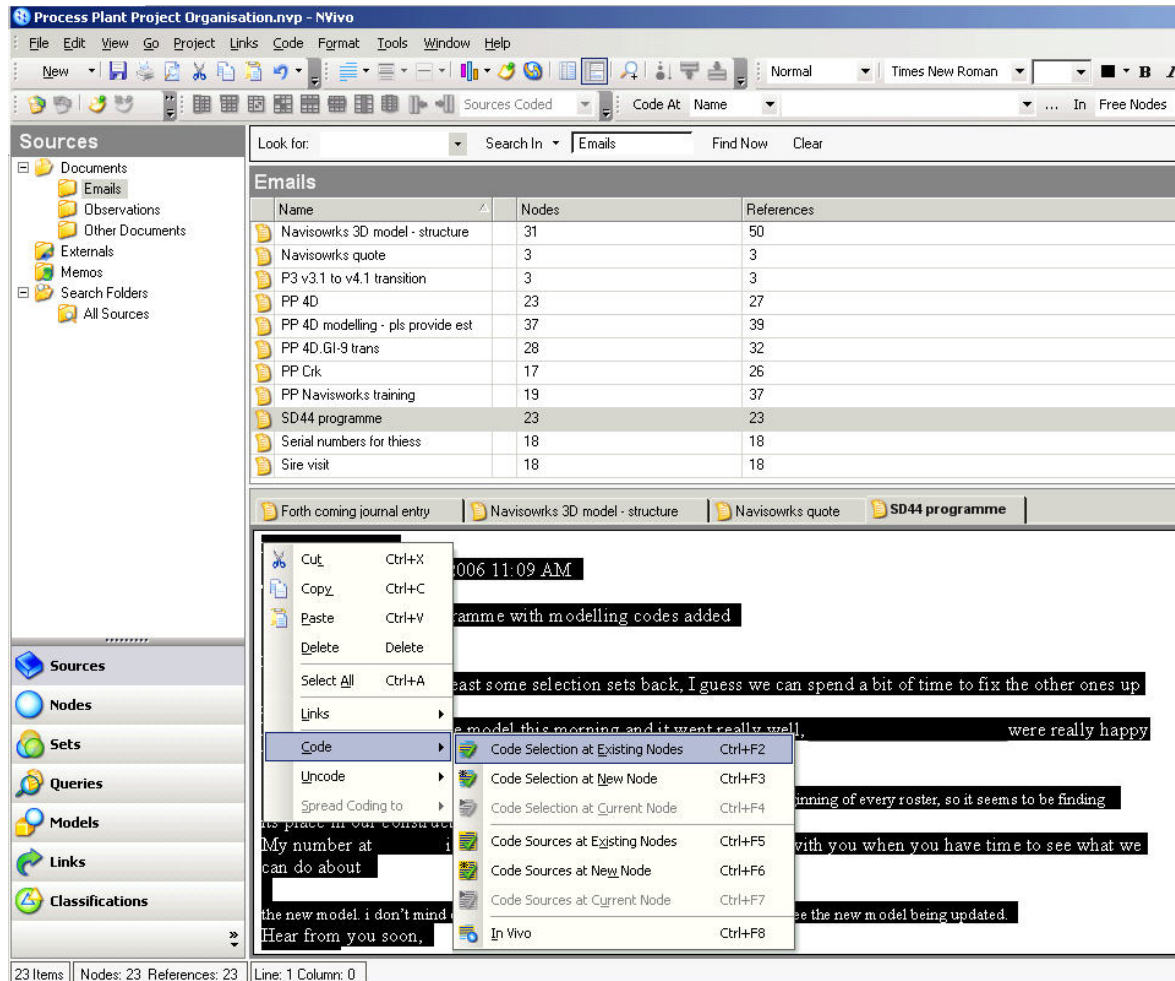 Process Plant Project Organisation.nvp - NVivo
File Edit View Go Project Links Code Format Tools Window Help
New Normal Times New Roman B I
Sources Coded Code At Name ... In Free Nodes
Sources
Documents
Emails
Observations
Other Documents
Externals
Memos
Search Folders
All Sources
Look for: Search In Emails Find Now Clear
Emails
Name Nodes References
Navisowrks 3D model - structure 31 50
Navisowrks quote 3 3
P3 v3.1 to v4.1 transition 3 3
PP 4D 23 27
PP 4D modelling - pls provide est 37 39
PP 4D.GI-9 trans 28 32
PP Crk 17 26
PP Navisworks training 19 37
SD44 programme 23 23
Serial numbers for thiess 18 18
Sire visit 18 18
Forth coming journal entry Navisowrks 3D model - structure Navisowrks quote SD44 programme
2006 11:09 AM
ramme with modelling codes added
east some selection sets back, I guess we can spend a bit of time to fix the other ones up
e model this morning and it went really well, were really happy
inning of every roster, so it seems to be finding
its place in our construct
My number at i with you when you have time to see what we
can do about
the new model. i don't mind ee the new model being updated.
Hear from you soon,
Cut Ctrl+X
Copy Ctrl+C
Paste Ctrl+V
Delete Delete
Select All Ctrl+A
Links
Code
Uncode
Spread Coding to
Code Selection at Existing Nodes Ctrl+F2
Code Selection at New Node Ctrl+F3
Code Selection at Current Node Ctrl+F4
Code Sources at Existing Nodes Ctrl+F5
Code Sources at New Node Ctrl+F6
Code Sources at Current Node Ctrl+F7
In Vivo Ctrl+F8
Sources
Nodes
Sets
Queries
Models
Links
Classifications
23 Items Nodes: 23 References: 23 Line: 1 Column: 0